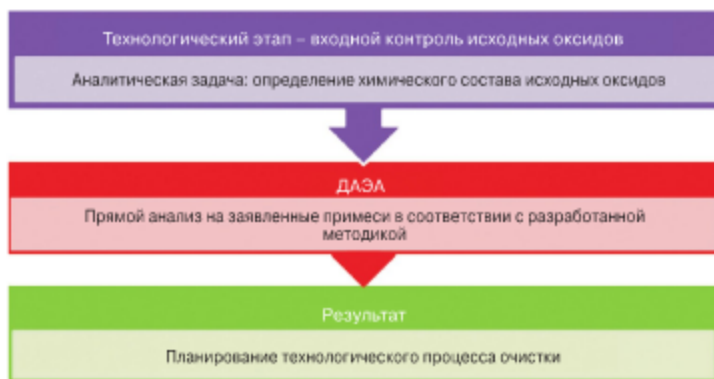 Технологический этап – входной контроль исходных оксидов
Аналитическая задача: определение химического состава исходных оксидов
ДАЭА
Прямой анализ на заявленные примеси в соответствии с разработанной
методикой
Результат
Планирование технологического процесса очистки